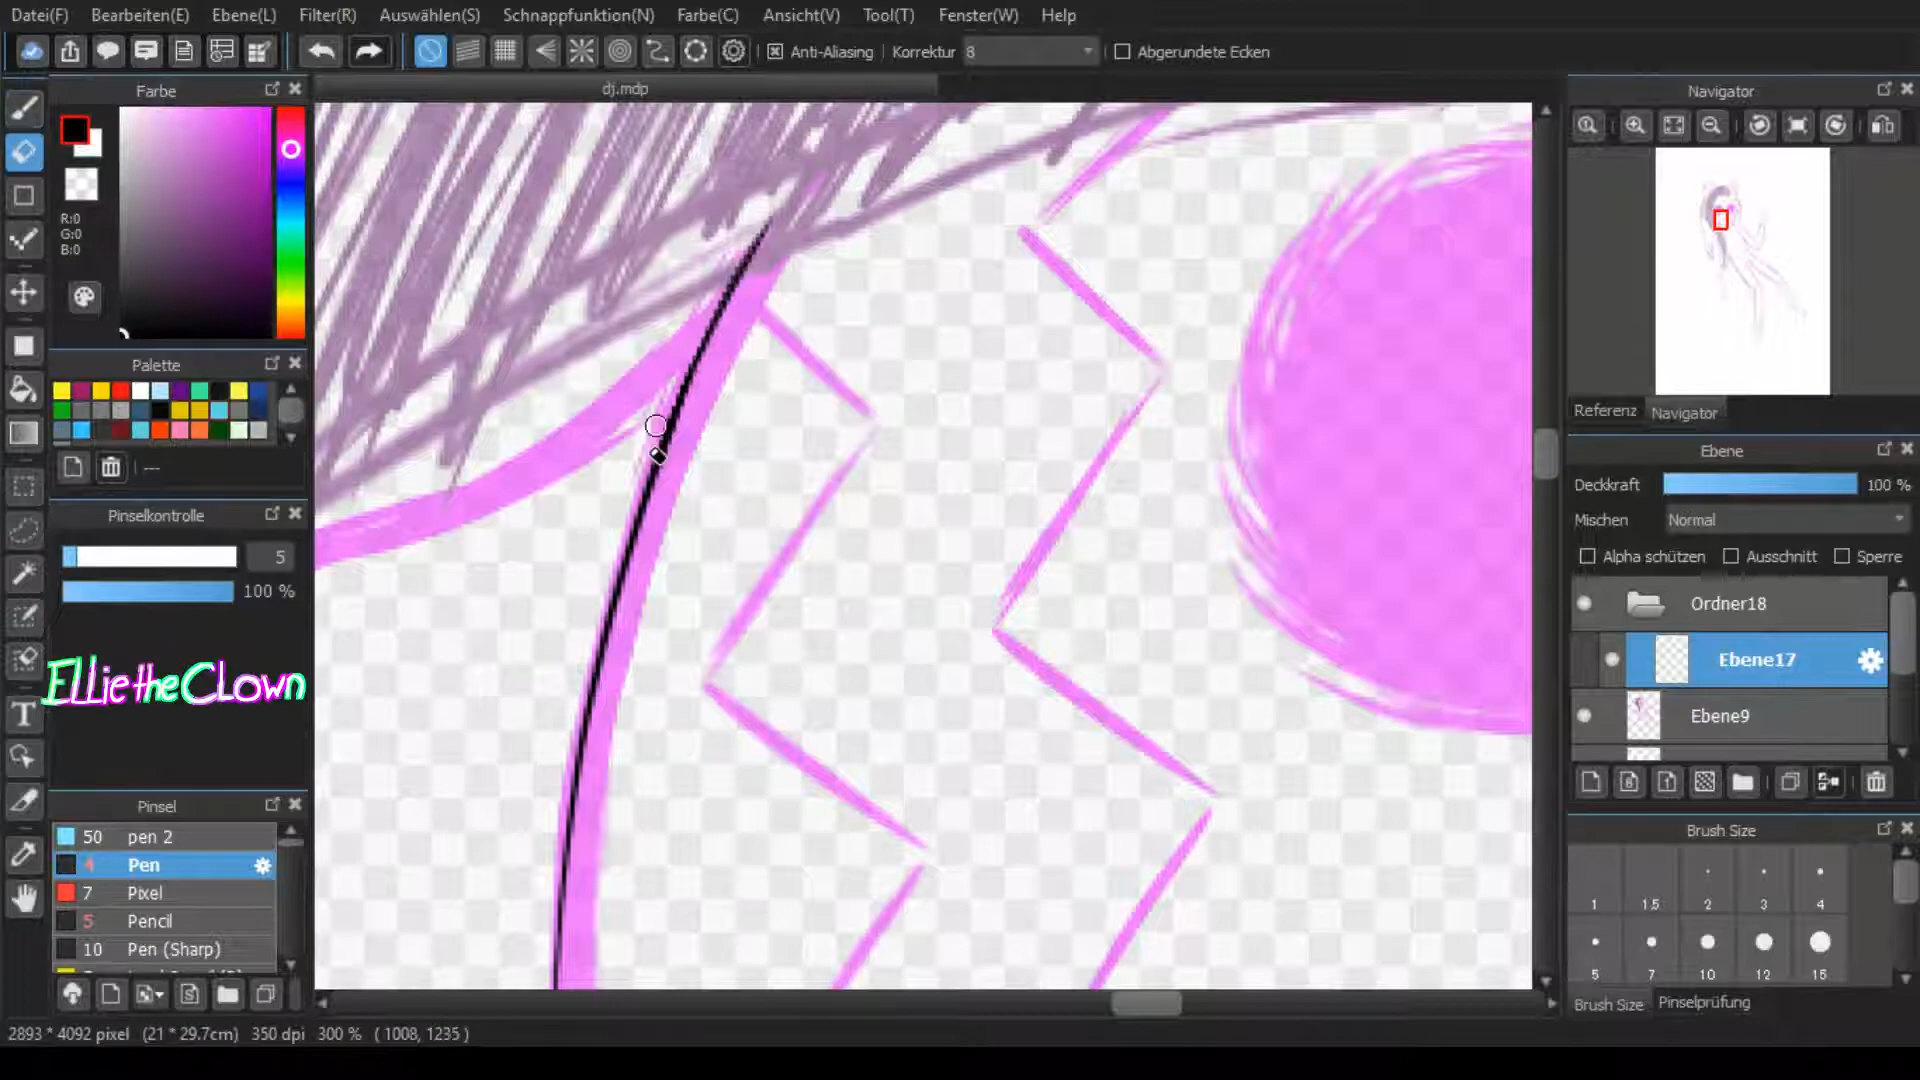 Datei(F) Bearbeiten(E) Ebene(L) Filter(R) Auswählen(S) Schnappfunktion(N) Farbe(C) Ansicht(V) Tool(T) Fenster(W) Help
Anti-Aliasing Korrektur 8 Abgerundete Ecken
dj.mdp
Farbe
R:0
G:0
B:0
Palette
---
Pinselkontrolle
5
100 %
ELLietheCLown
Pinsel
50 pen 2
4 Pen
7 Pixel
5 Pencil
10 Pen (Sharp)
Navigator
Referenz Navigator
Ebene
Deckkraft 100 %
Mischen Normal
Alpha schützen Ausschnitt Sperre
Ordner18
Ebene17
Ebene9
Brush Size
1 1.5 2 3 4
5 7 10 12 15
Brush Size Pinselprüfung
2893 * 4092 pixel (21 * 29.7cm) 350 dpi 300 % ( 1008, 1235 )